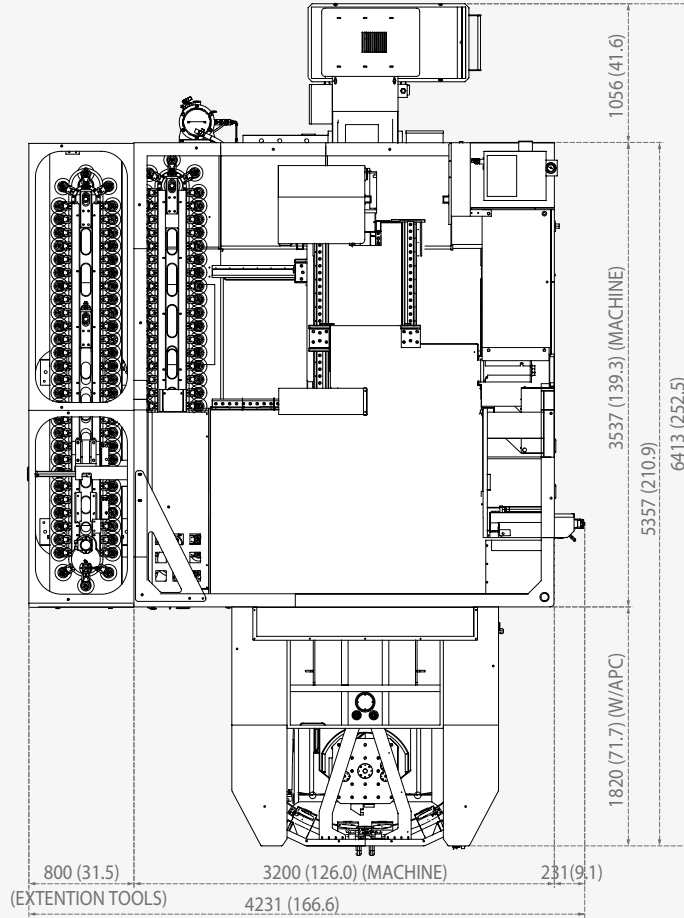 1056 (41.6)
3537 (139.3) (MACHINE)
6413 (252.5)
5357 (210.9)
1820 (71.7) (W/APC)
800 (31.5)
3200 (126.0) (MACHINE)
231(9.1)
(EXTENTION TOOLS)
4231 (166.6)